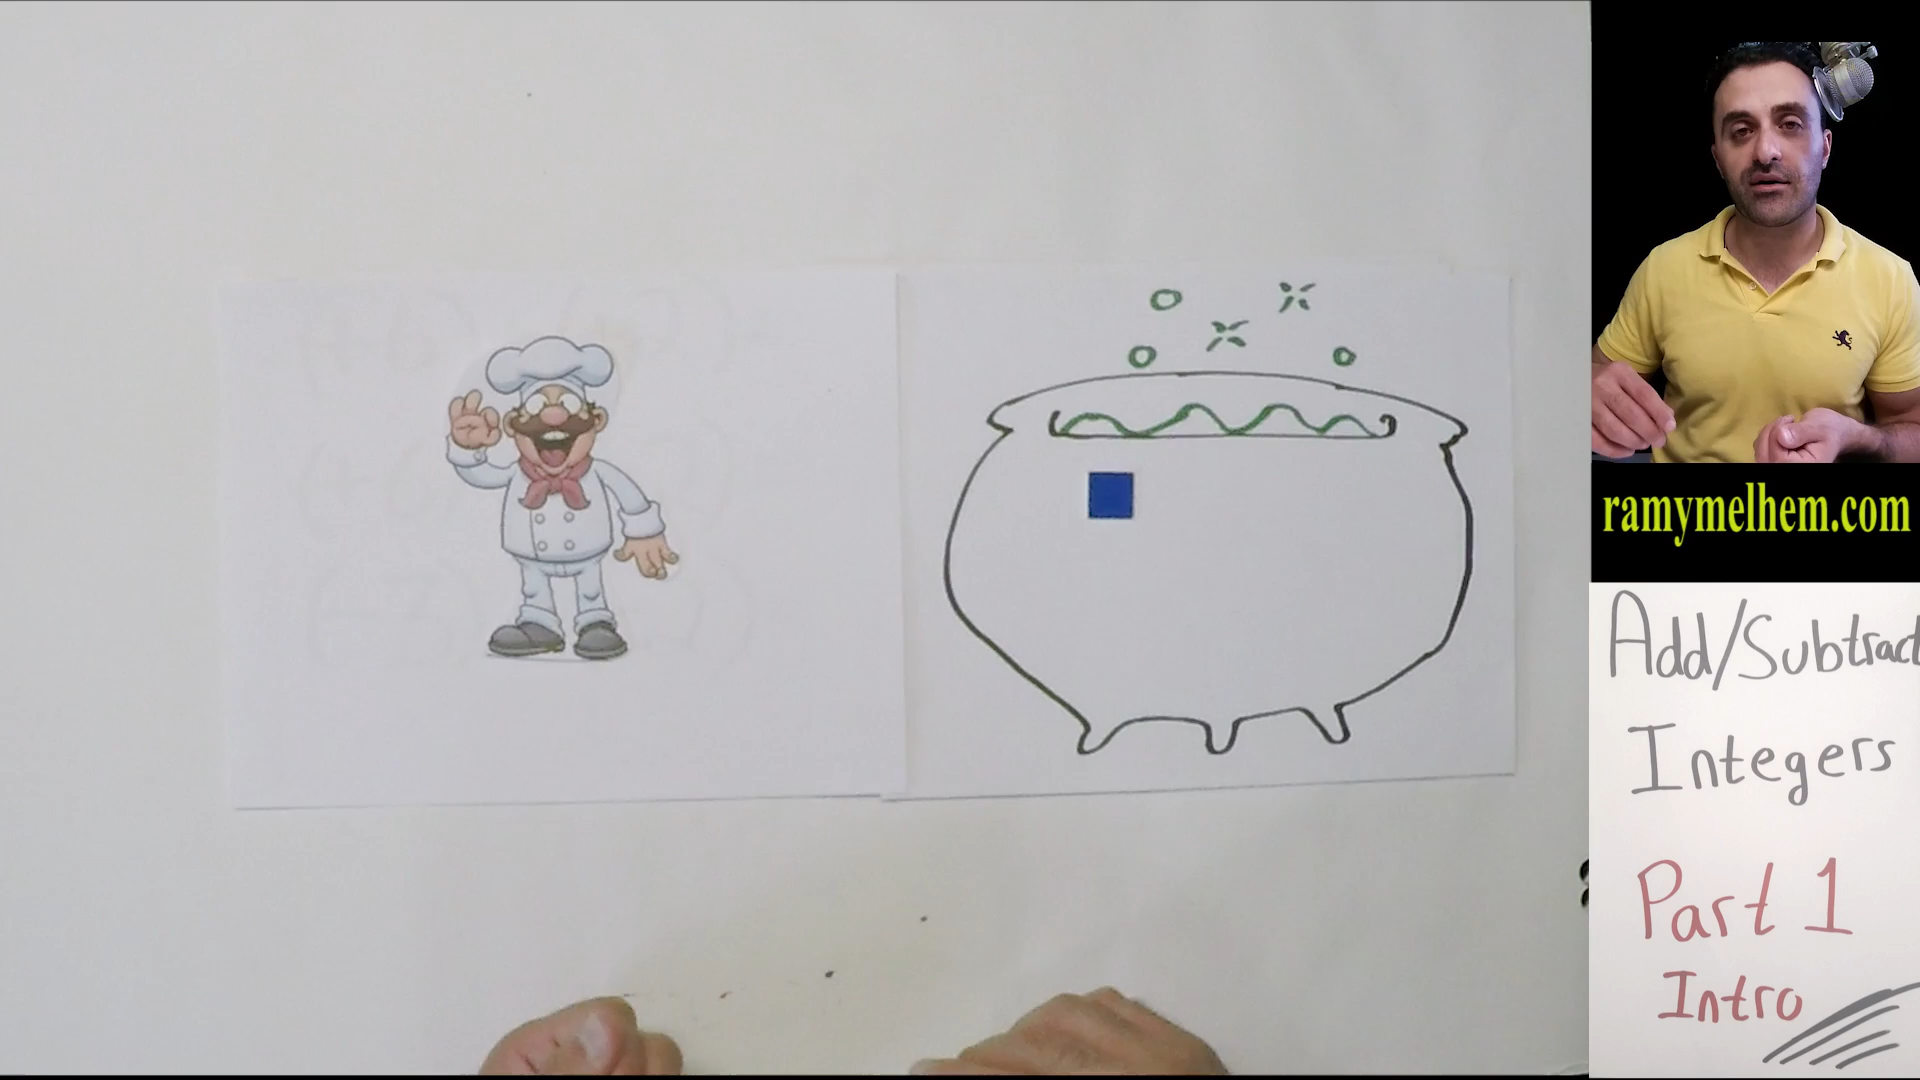 ramymelhem.com
Add/Subtract
Integers
Part 1
Intro